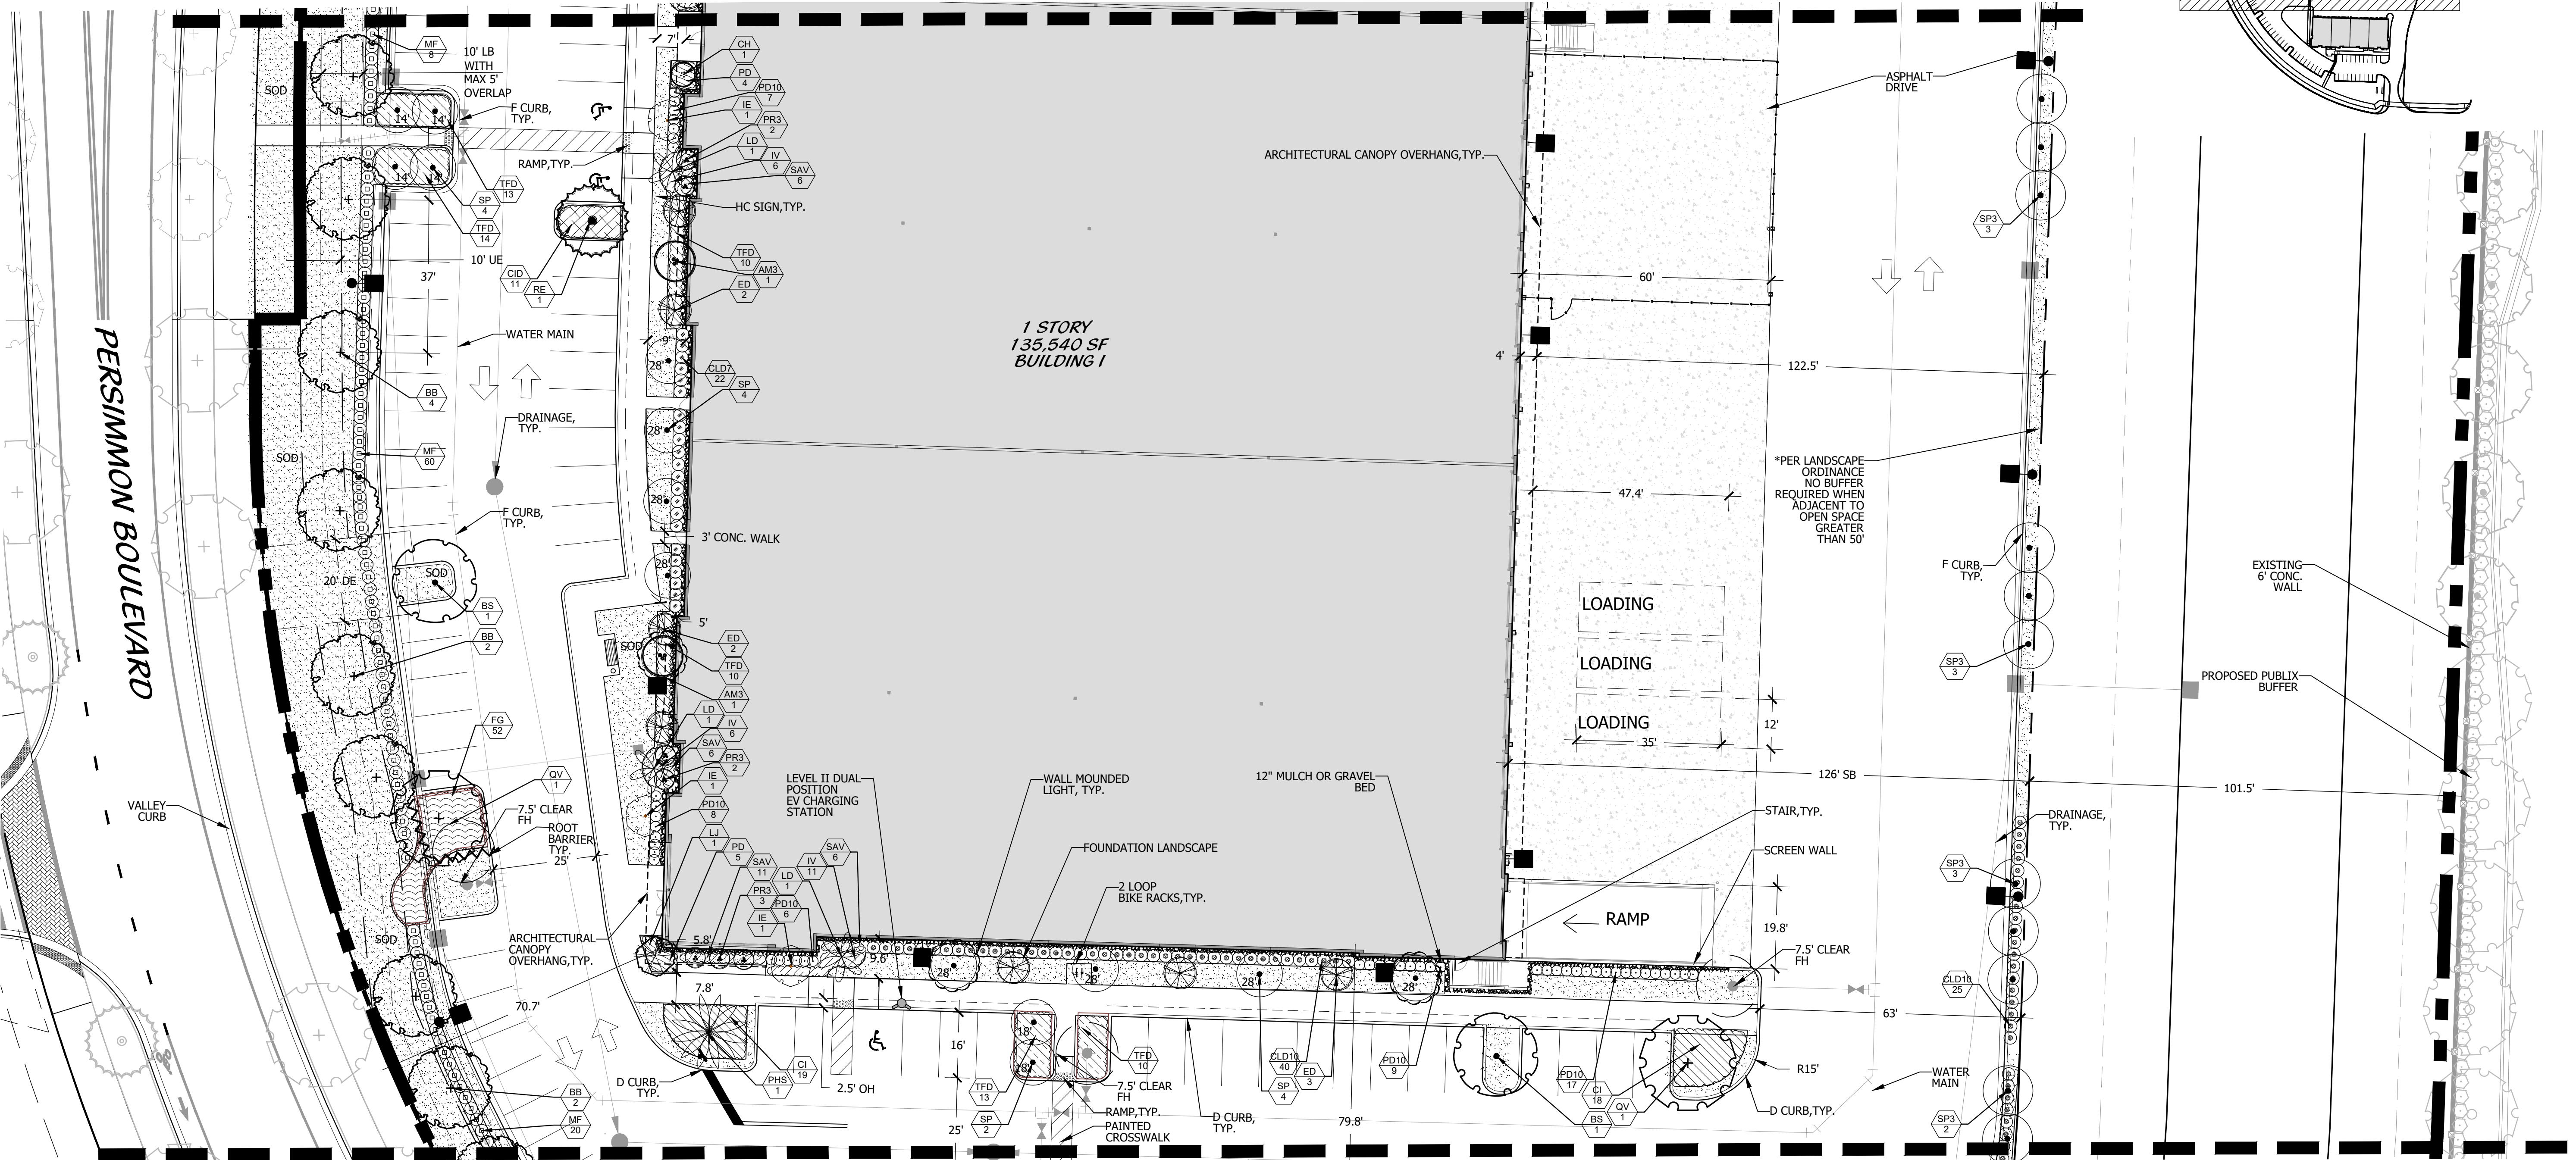 MF
8
10' LB
WITH
MAX 5'
OVERLAP
SOD
F CURB,
TYP.
14'
14'
RAMP,TYP.
14'
14'
TFD
13
SP
4
TFD
14
10' UE
37'
CID
11
RE
1
WATER MAIN
PERSIMMON BOULEVARD
BB
4
DRAINAGE,
TYP.
SOD
MF
60
F CURB,
TYP.
20' DE
SOD
BS
1
BB
2
FG
52
QV
1
7.5' CLEAR
FH
ROOT
BARRIER,
TYP.
25'
VALLEY
CURB
SOD
ARCHITECTURAL
CANOPY
OVERHANG,TYP.
70.7'
BB
2
MF
20
7'
CH
1
PD
4
PD10
7
IE
1
PR3
2
LD
1
IV
6
SAV
6
HC SIGN,TYP.
TFD
10
AM3
1
ED
2
9'
28'
CLD7
22
SP
4
28'
28'
3' CONC. WALK
28'
5'
SOD
ED
2
TFD
10
AM3
1
LD
1
IV
6
SAV
6
PR3
2
IE
1
PD10
8
LJ
1
PD
5
SAV
11
PR3
3
LD
1
PD10
6
IE
1
IV
11
SAV
6
1 STORY
135,540 SF
BUILDING I
LEVEL II DUAL
POSITION
EV CHARGING
STATION
WALL MOUNDED
LIGHT, TYP.
FOUNDATION LANDSCAPE
2 LOOP
BIKE RACKS,TYP.
12" MULCH OR GRAVEL
BED
5.8'
9.6'
7.8'
28'
28'
28'
28'
D CURB,
TYP.
PHS
1
CI
19
2.5' OH
16'
25'
18'
18'
TFD
13
SP
2
TFD
10
7.5' CLEAR
FH
RAMP,TYP.
PAINTED
CROSSWALK
D CURB,
TYP.
CLD10
40
SP
4
ED
3
79.8'
PD10
9
BS
1
PD10
17
CI
18
QV
1
R15'
D CURB,TYP.
ARCHITECTURAL CANOPY OVERHANG,TYP.
ASPHALT
DRIVE
60'
4'
122.5'
47.4'
LOADING
LOADING
LOADING
12'
35'
126' SB
101.5'
STAIR,TYP.
SCREEN WALL
RAMP
19.8'
7.5' CLEAR
FH
63'
WATER
MAIN
SP3
3
*PER LANDSCAPE
ORDINANCE
NO BUFFER
REQUIRED WHEN
ADJACENT TO
OPEN SPACE
GREATER
THAN 50'
F CURB,
TYP.
SP3
3
DRAINAGE,
TYP.
SP3
3
CLD10
25
SP3
2
EXISTING
6' CONC.
WALL
PROPOSED PUBLIX
BUFFER